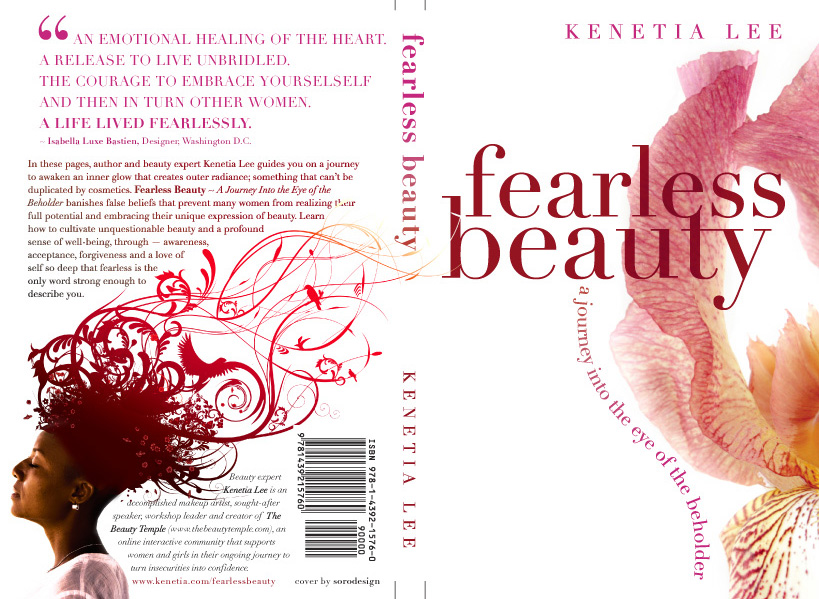 “ AN EMOTIONAL HEALING OF THE HEART.
A RELEASE TO LIVE UNBRIDLED.
THE COURAGE TO EMBRACE YOURSELSELF
AND THEN IN TURN OTHER WOMEN.
A LIFE LIVED FEARLESSLY.
– Isabella Luxe Bastien, Designer, Washington D.C.
In these pages, author and beauty expert Kenetia Lee guides you on a journey
to awaken an inner glow that creates outer radiance; something that can't be
duplicated by cosmetics. Fearless Beauty – A Journey Into the Eye of the
Beholder banishes false beliefs that prevent many women from realizing their
full potential and embracing their unique expression of beauty. Learn
how to cultivate unquestionable beauty and a profound
sense of well-being, through — awareness,
acceptance, forgiveness and a love of
self so deep that fearless is the
only word strong enough to
describe you.
Beauty expert
Kenetia Lee is an
accomplished makeup artist, sought-after
speaker, workshop leader and creator of The
Beauty Temple (www.thebeautytemple.com), an
online interactive community that supports
women and girls in their ongoing journey to
turn insecurities into confidence.
www.kenetia.com/fearlessbeauty
cover by sorodesign
ISBN 978-1-4392-1576-0
90000
9781439215760
fearless beauty
KENETIA LEE
KENETIA LEE
fearless
beauty
a journey into the eye of the beholder